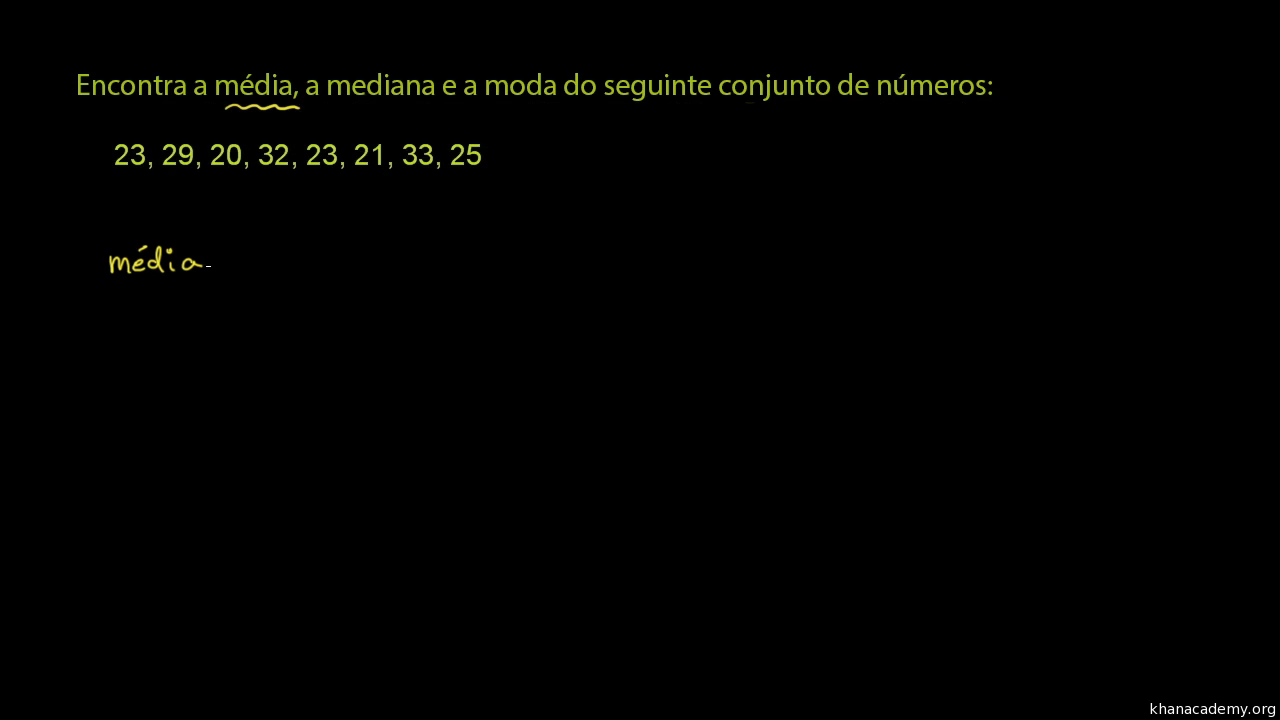 Encontra a média, a mediana e a moda do seguinte conjunto de números:
23, 29, 20, 32, 23, 21, 33, 25
média-
khanacademy.org